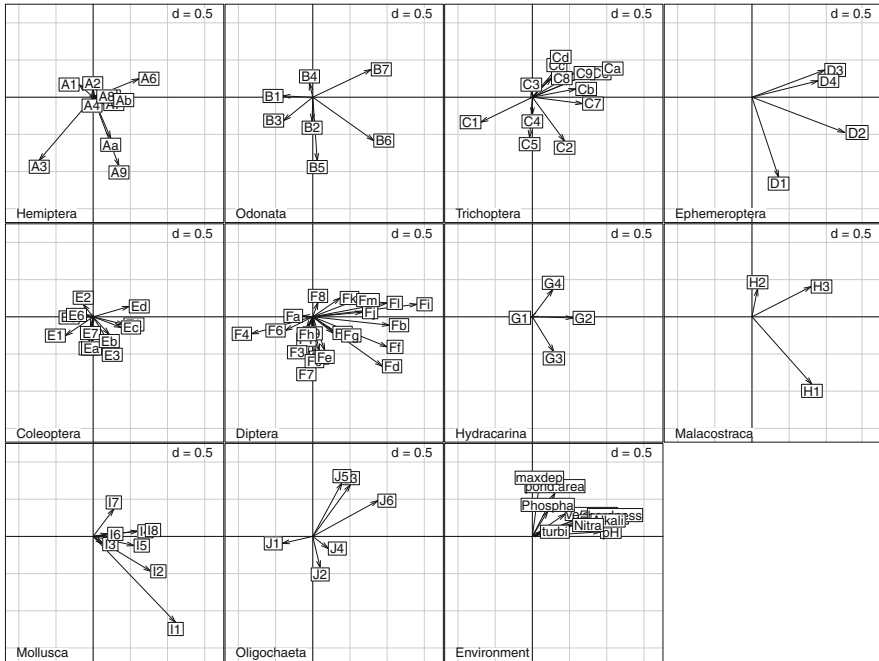 d = 0.5
A1
A2
A6
A4
Ab
Aa
A3
A9
Hemiptera
d = 0.5
B4
B7
B1
B3
B2
B6
B5
Odonata
d = 0.5
Cd
Ca
C9
C8
C3
Cb
C7
C1
C4
C5
C2
Trichoptera
d = 0.5
D3
D4
D2
D1
Ephemeroptera
d = 0.5
E2
Ed
E6
Ec
E1
E7
Eb
Ea
E3
Coleoptera
d = 0.5
F8
Fk
Fm
Fl
Fi
Fa
Fj
F4
F6
Fb
Fh
Fg
F3
Fe
Ff
Fd
F7
Diptera
d = 0.5
G4
G1
G2
G3
Hydracarina
d = 0.5
H2
H3
H1
Malacostraca
d = 0.5
I7
I6
I8
I3
I5
I2
I1
Mollusca
d = 0.5
J5
J6
J1
J4
J2
Oligochaeta
d = 0.5
maxdep
pond.area
Phospha
Nitra
turbi
pH
Environment